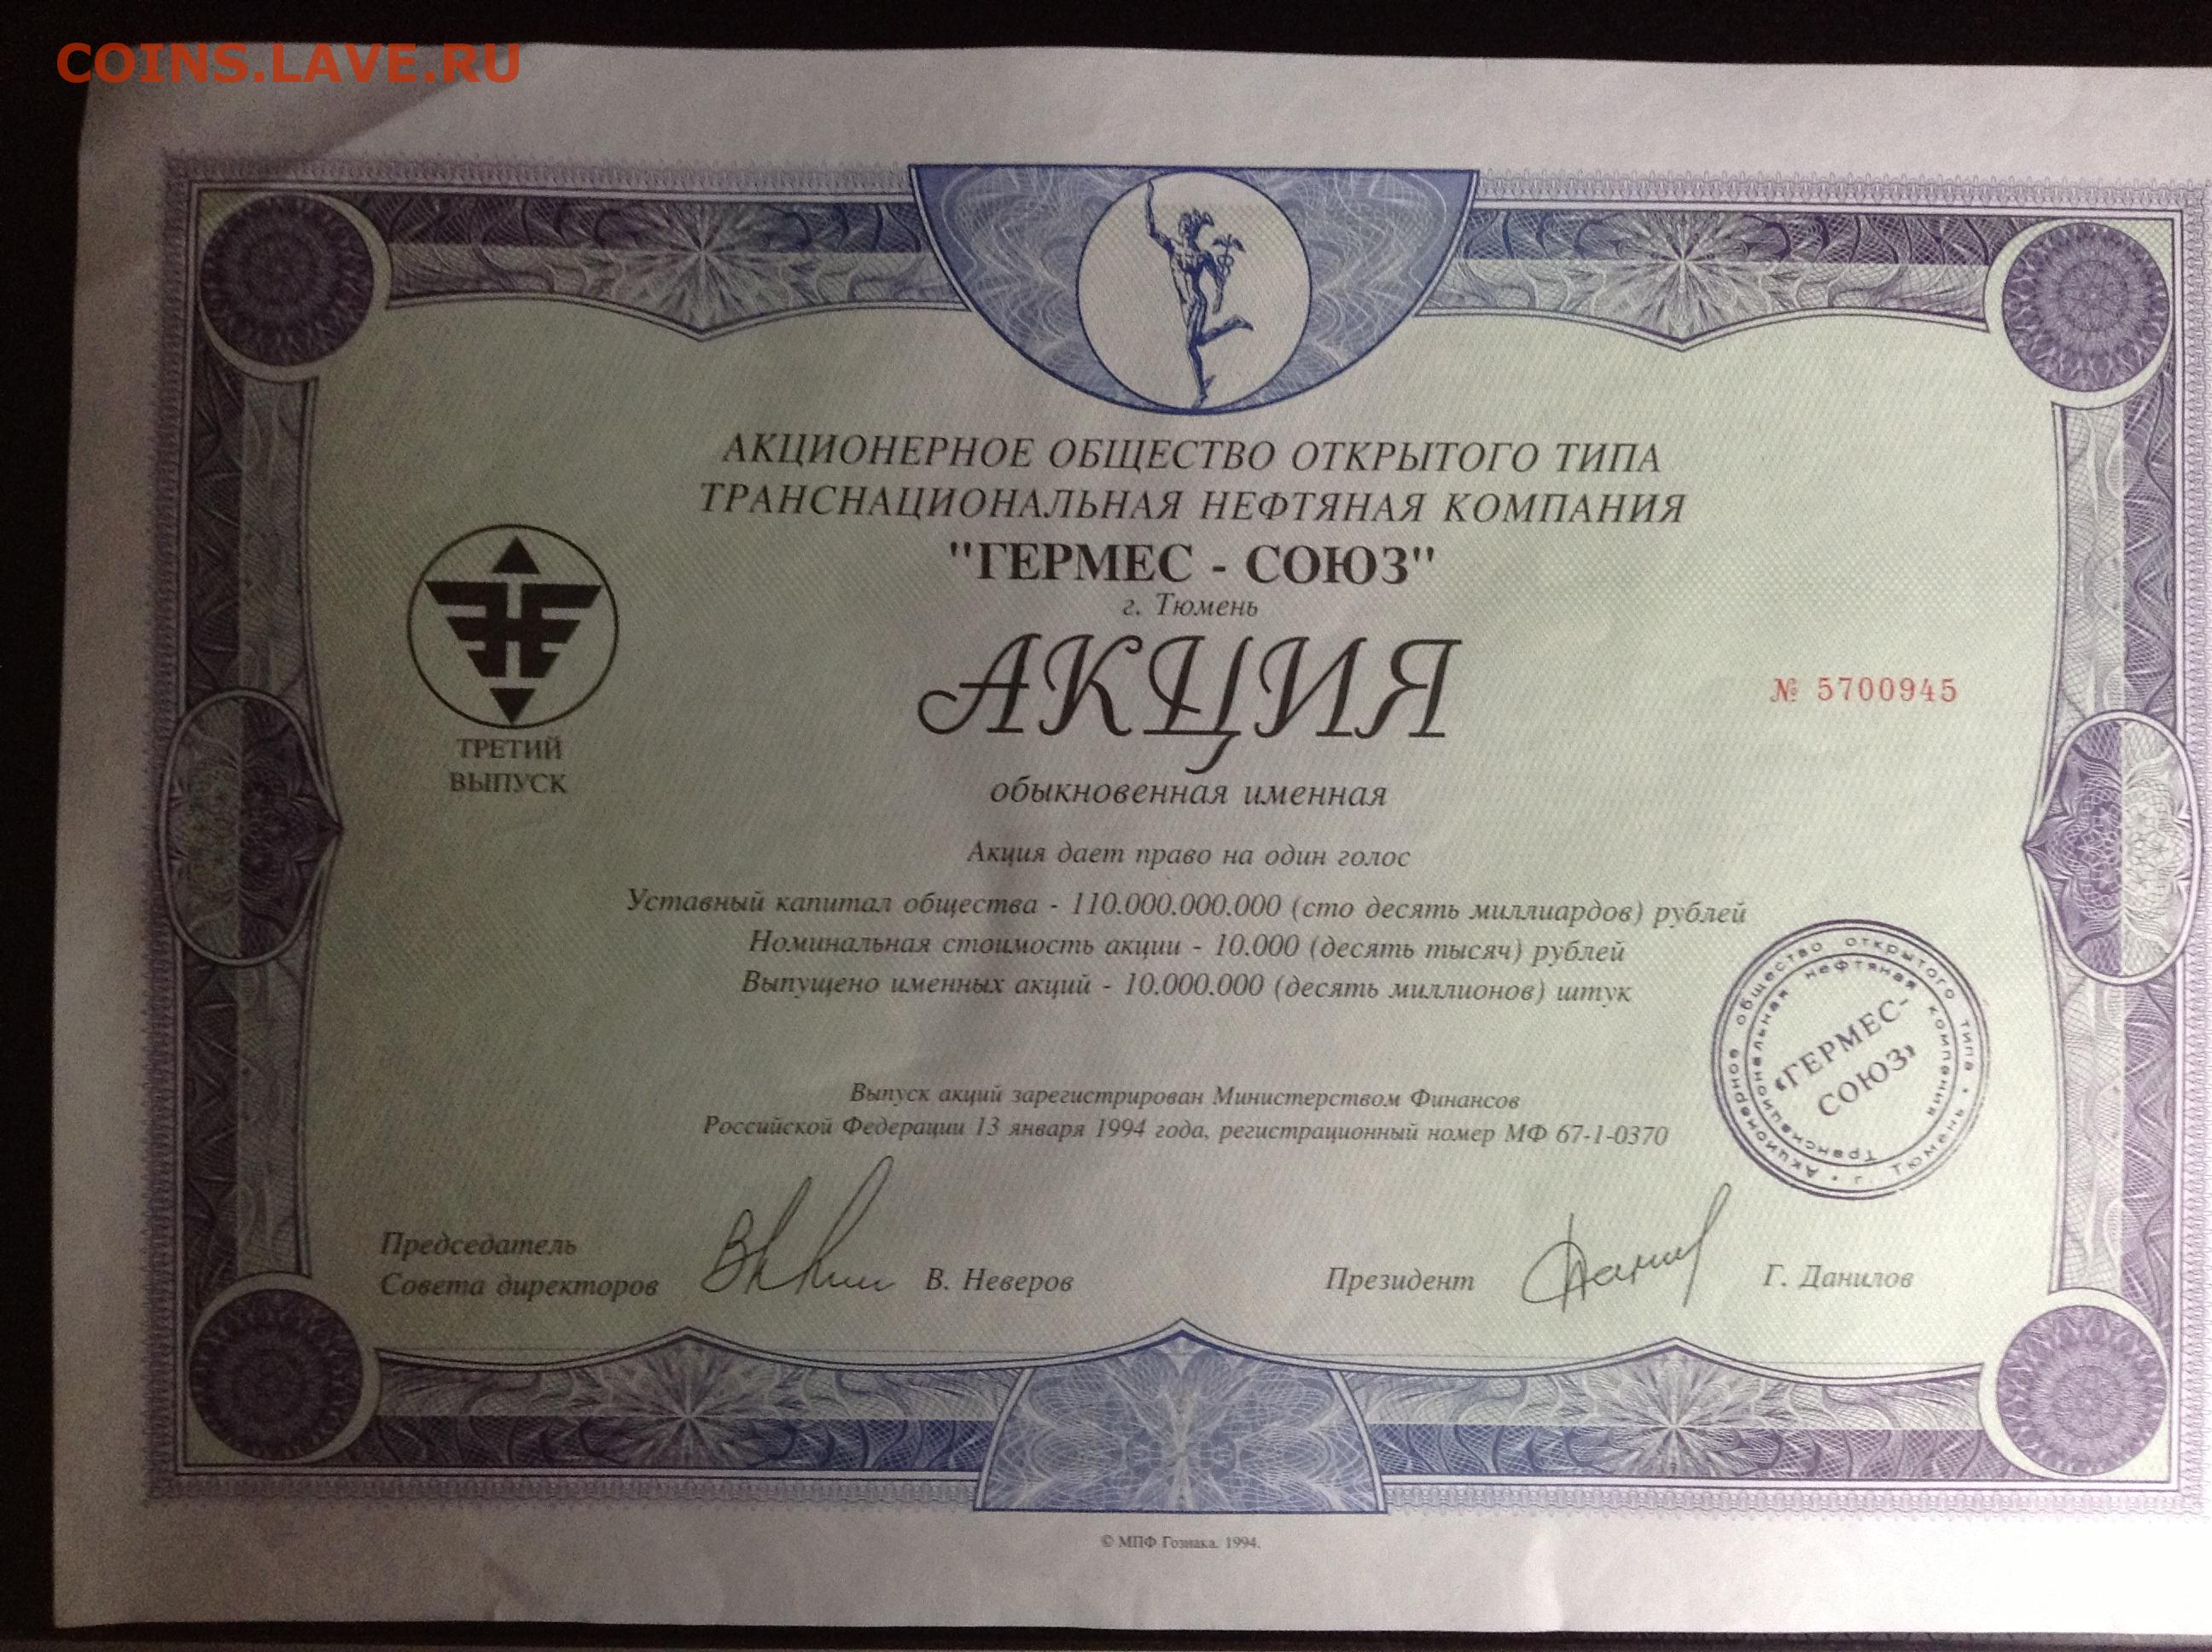 COINS.LAVE.RU
АКЦИОНЕРНОЕ ОБЩЕСТВО ОТКРЫТОГО ТИПА
ТРАНСНАЦИОНАЛЬНАЯ НЕФТЯНАЯ КОМПАНИЯ
"ГЕРМЕС - СОЮЗ"
г. Тюмень
АКЦИЯ
№ 5700945
ТРЕТИЙ
ВЫПУСК
обыкновенная именная
Акция дает право на один голос
Уставный капитал общества - 110.000.000.000 (сто десять миллиардов) рублей
Номинальная стоимость акции - 10.000 (десять тысяч) рублей
Выпущено именных акций - 10.000.000 (десять миллионов) штук
Акционерное общество открытого типа • г. Тюмень •
Транснациональная нефтяная компания
«ГЕРМЕС-
СОЮЗ»
Выпуск акций зарегистрирован Министерством Финансов
Российской Федерации 13 января 1994 года, регистрационный номер МФ 67-1-0370
Председатель
Совета директоров В. Неверов Президент Г. Данилов
© МПФ Гознака. 1994.